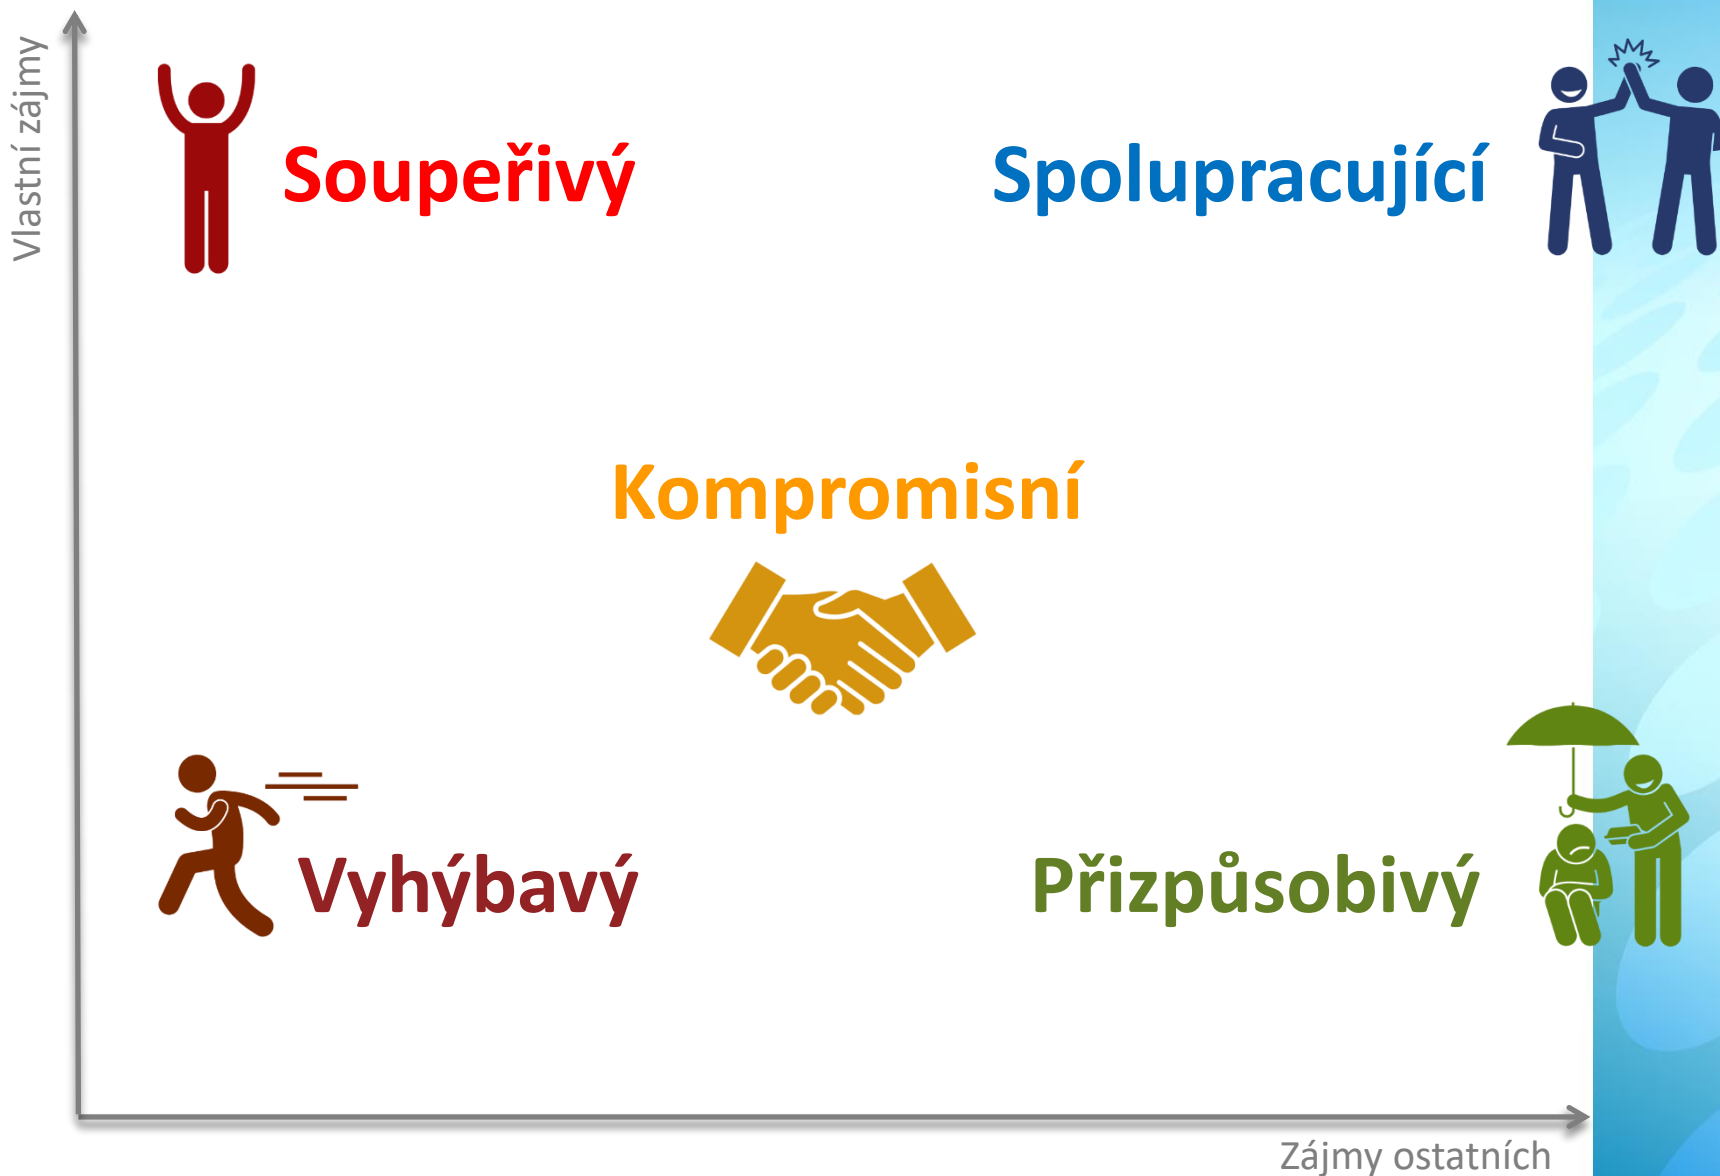 Vlastní zájmy
Soupeřivý
Spolupracující
Kompromisní
Vyhýbavý
Přizpůsobivý
Zájmy ostatních